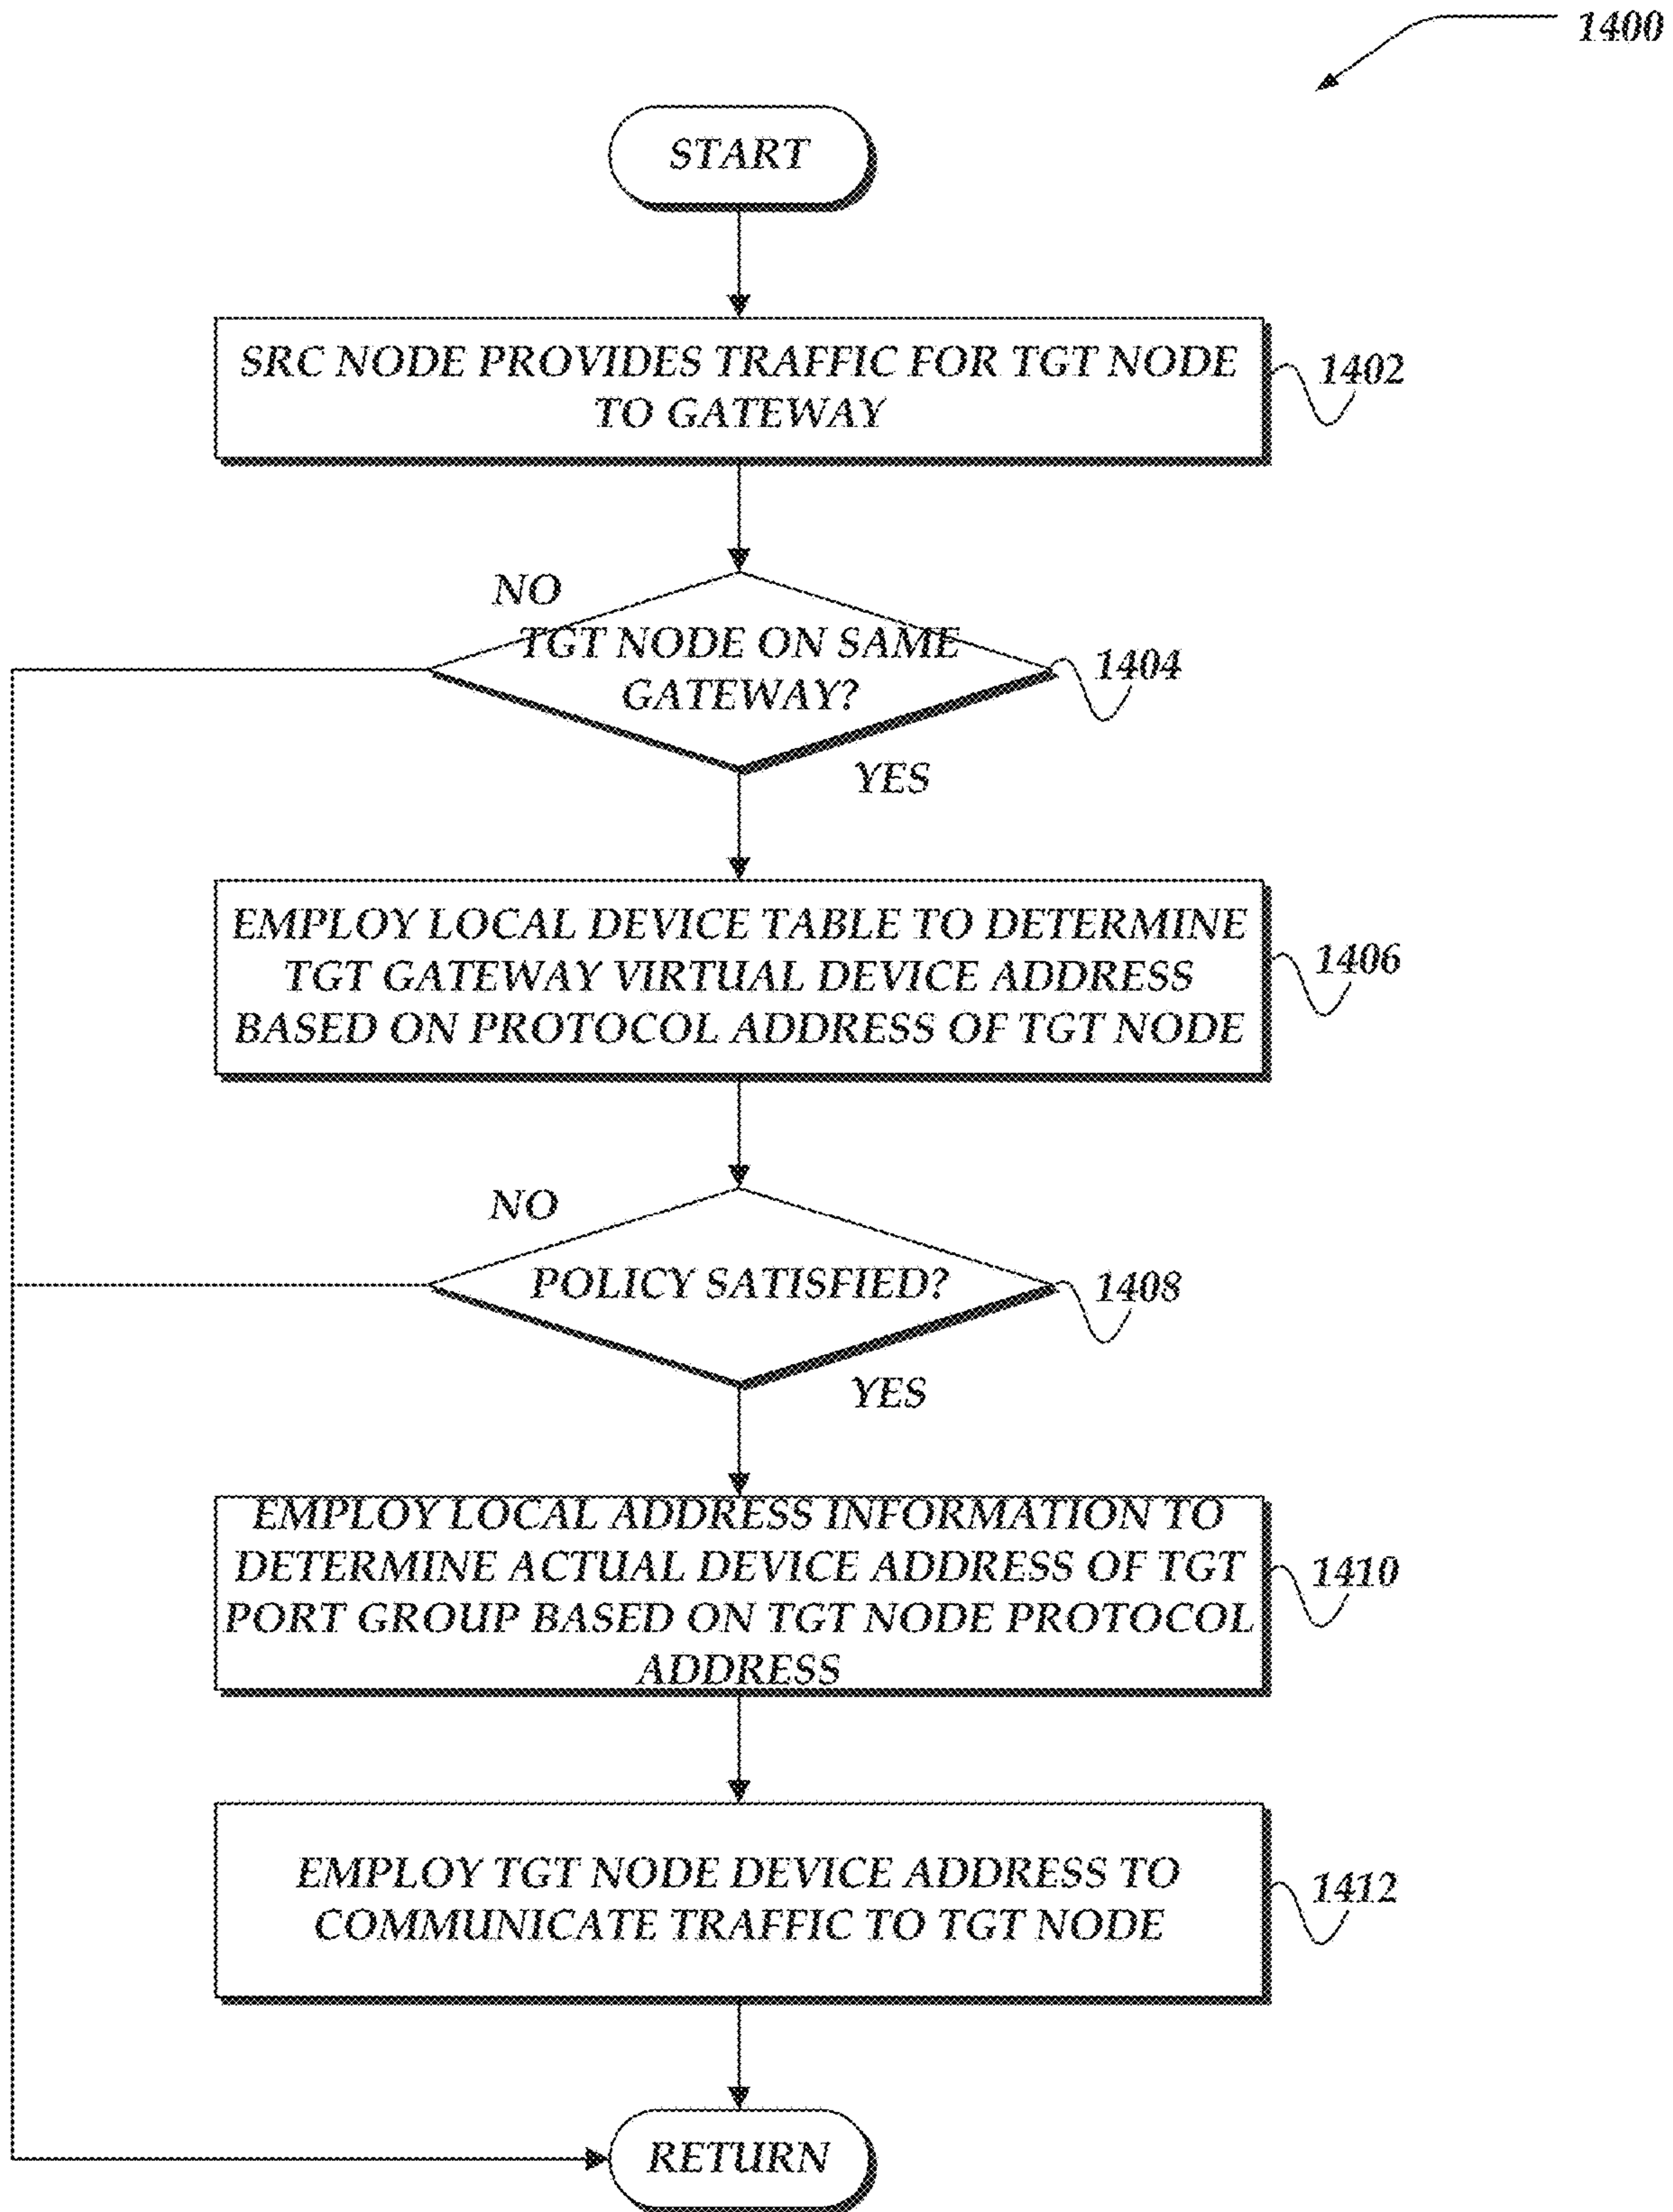 1400
START
SRC NODE PROVIDES TRAFFIC FOR TGT NODE
TO GATEWAY
1402
NO
TGT NODE ON SAME
GATEWAY?
1404
YES
EMPLOY LOCAL DEVICE TABLE TO DETERMINE
TGT GATEWAY VIRTUAL DEVICE ADDRESS
BASED ON PROTOCOL ADDRESS OF TGT NODE
1406
NO
POLICY SATISFIED?
1408
YES
EMPLOY LOCAL ADDRESS INFORMATION TO
DETERMINE ACTUAL DEVICE ADDRESS OF TGT
PORT GROUP BASED ON TGT NODE PROTOCOL
ADDRESS
1410
EMPLOY TGT NODE DEVICE ADDRESS TO
COMMUNICATE TRAFFIC TO TGT NODE
1412
RETURN